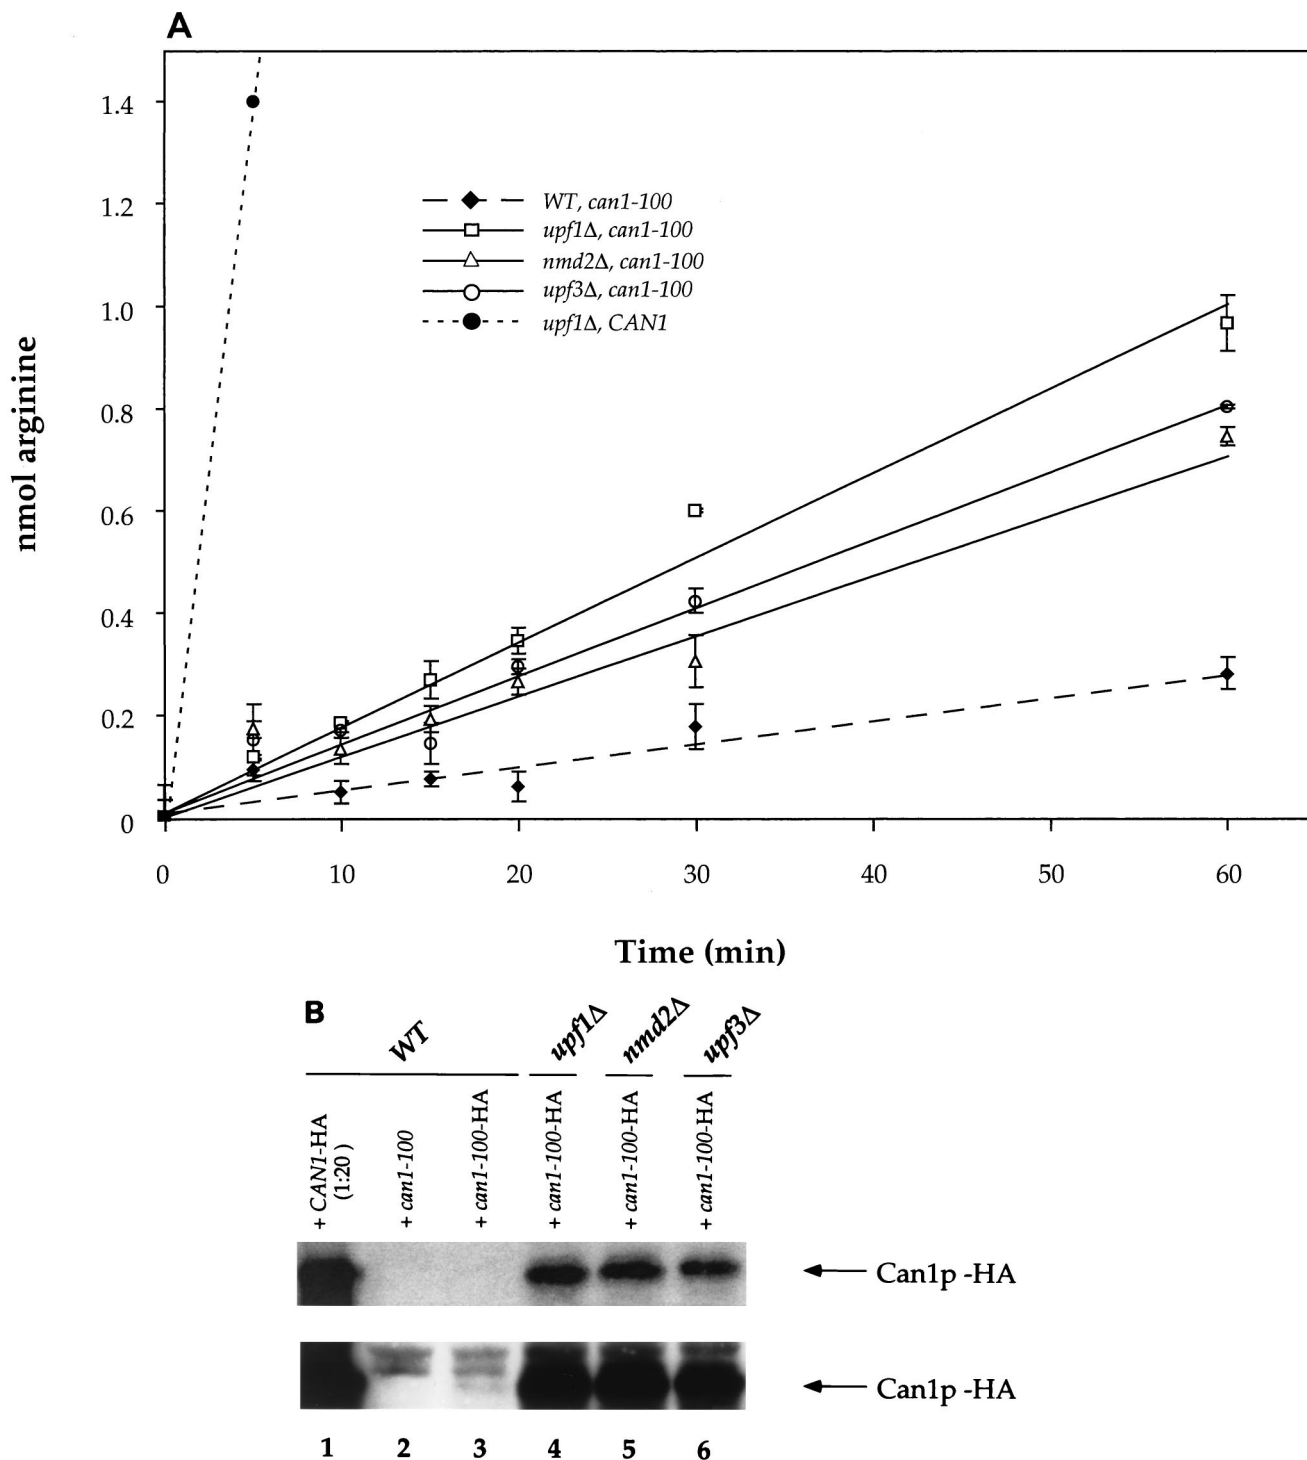 A
nmol arginine
1.4
1.2
1.0
0.8
0.6
0.4
0.2
0
WT, can1-100
upf1Δ, can1-100
nmd2Δ, can1-100
upf3Δ, can1-100
upf1Δ, CAN1
0 10 20 30 40 50 60
Time (min)
B
WT
upf1Δ
nmd2Δ
upf3Δ
+ CAN1-HA
(1:20 )
+ can1-100
+ can1-100-HA
+ can1-100-HA
+ can1-100-HA
+ can1-100-HA
Can1p -HA
Can1p -HA
1 2 3 4 5 6